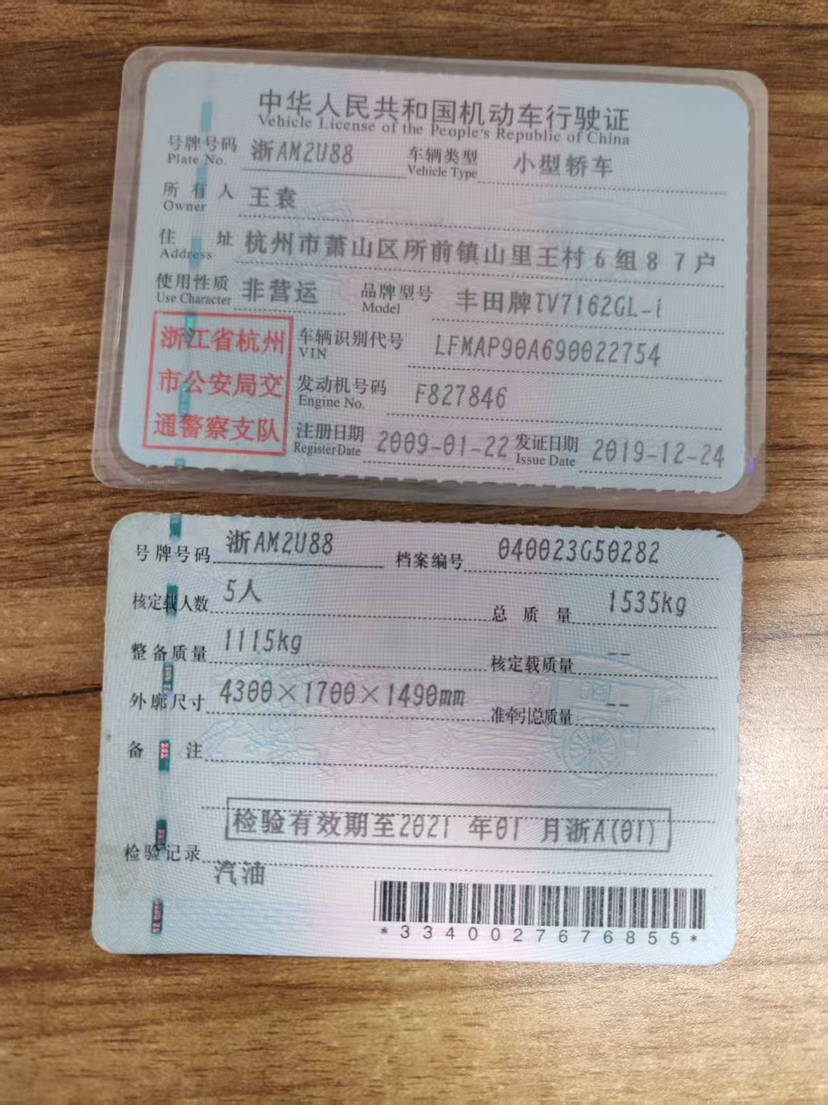 中华人民共和国机动车行驶证
Vehicle License of the People's Republic of China
号牌号码 Plate No. 浙AM2U88 车辆类型 Vehicle Type 小型轿车
所有人 Owner 王袁
住址 Address 杭州市萧山区所前镇山里王村6组87户
使用性质 Use Character 非营运 品牌型号 Model 丰田牌TV7162GL-i
浙江省杭州
市公安局交
通警察支队
车辆识别代号 VIN LFMAP90A690022754
发动机号码 Engine No. F827846
注册日期 Register Date 2009-01-22 发证日期 Issue Date 2019-12-24
号牌号码 浙AM2U88 档案编号 040023G50282
核定载人数 5人 总质量 1535kg
整备质量 1115kg 核定载质量 --
外廓尺寸 4300×1700×1490mm 准牵引总质量 --
备注
检验有效期至2021年01月浙A(01)
检验记录
汽油
*3340027676855*